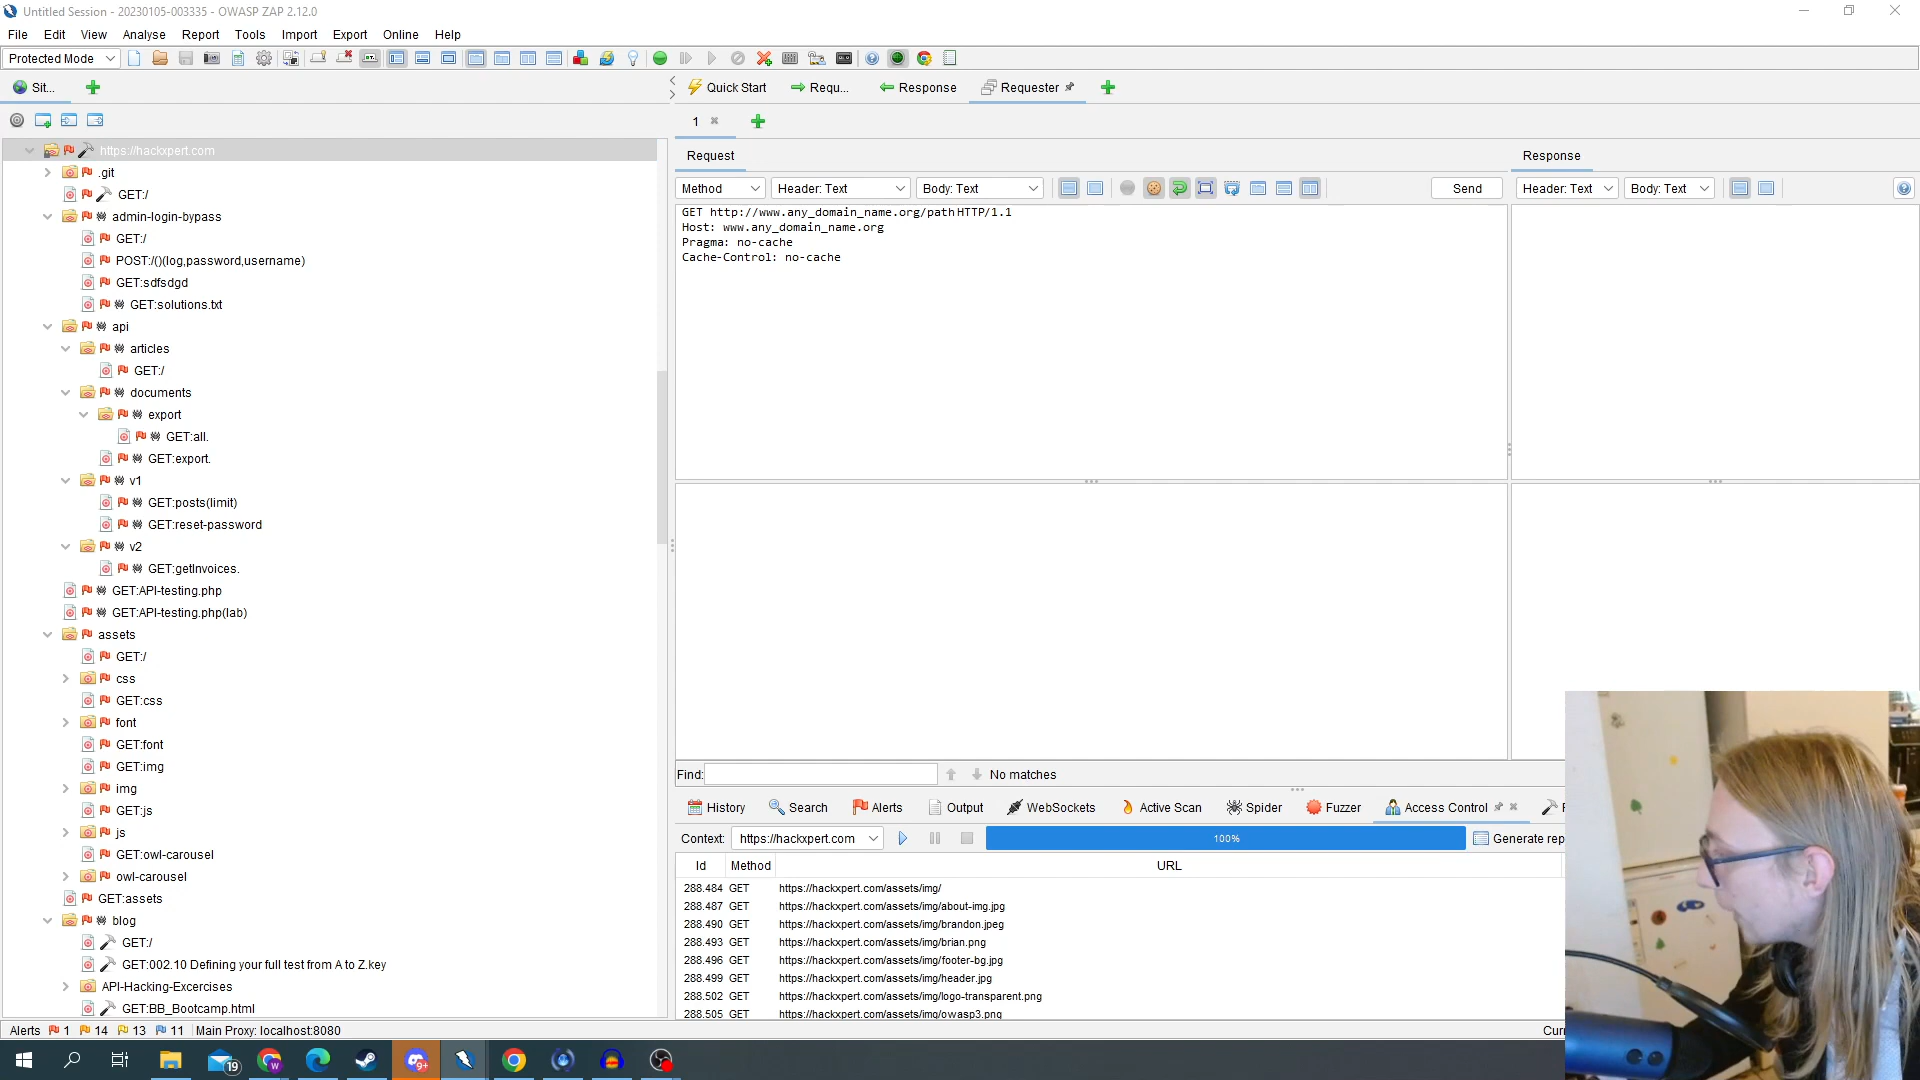 Untitled Session - 20230105-003335 - OWASP ZAP 2.12.0
File Edit View Analyse Report Tools Import Export Online Help
Protected Mode
Sit...
Quick Start Requ... Response Requester
1
https://hackxpert.com
.git
GET:/
admin-login-bypass
GET:/
POST:/()(log,password,username)
GET:sdfsdgd
GET:solutions.txt
api
articles
GET:/
documents
export
GET:all.
GET:export.
v1
GET:posts(limit)
GET:reset-password
v2
GET:getInvoices.
GET:API-testing.php
GET:API-testing.php(lab)
assets
GET:/
css
GET:css
font
GET:font
GET:img
img
GET:js
js
GET:owl-carousel
owl-carousel
GET:assets
blog
GET:/
GET:002.10 Defining your full test from A to Z.key
API-Hacking-Excercises
GET:BB_Bootcamp.html
Request
Method Header: Text Body: Text Send
GET http://www.any_domain_name.org/path HTTP/1.1
Host: www.any_domain_name.org
Pragma: no-cache
Cache-Control: no-cache
Response
Header: Text Body: Text
Find: No matches
History Search Alerts Output WebSockets Active Scan Spider Fuzzer Access Control
Context: https://hackxpert.com 100% Generate rep
Id Method URL
288.484 GET https://hackxpert.com/assets/img/
288.487 GET https://hackxpert.com/assets/img/about-img.jpg
288.490 GET https://hackxpert.com/assets/img/brandon.jpeg
288.493 GET https://hackxpert.com/assets/img/brian.png
288.496 GET https://hackxpert.com/assets/img/footer-bg.jpg
288.499 GET https://hackxpert.com/assets/img/header.jpg
288.502 GET https://hackxpert.com/assets/img/logo-transparent.png
288.505 GET https://hackxpert.com/assets/img/owasp3.png
Alerts 1 14 13 11 Main Proxy: localhost:8080
Curr
19
W
9+